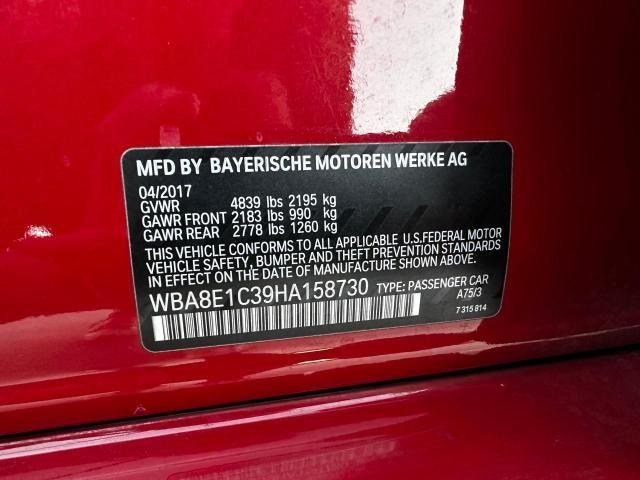 MFD BY BAYERISCHE MOTOREN WERKE AG
04/2017
GVWR 4839 lbs 2195 kg
GAWR FRONT 2183 lbs 990 kg
GAWR REAR 2778 lbs 1260 kg
THIS VEHICLE CONFORMS TO ALL APPLICABLE U.S.FEDERAL MOTOR
VEHICLE SAFETY, BUMPER AND THEFT PREVENTION STANDARDS
IN EFFECT ON THE DATE OF MANUFACTURE SHOWN ABOVE.
WBA8E1C39HA158730 TYPE: PASSENGER CAR
A75/3
7 315 814